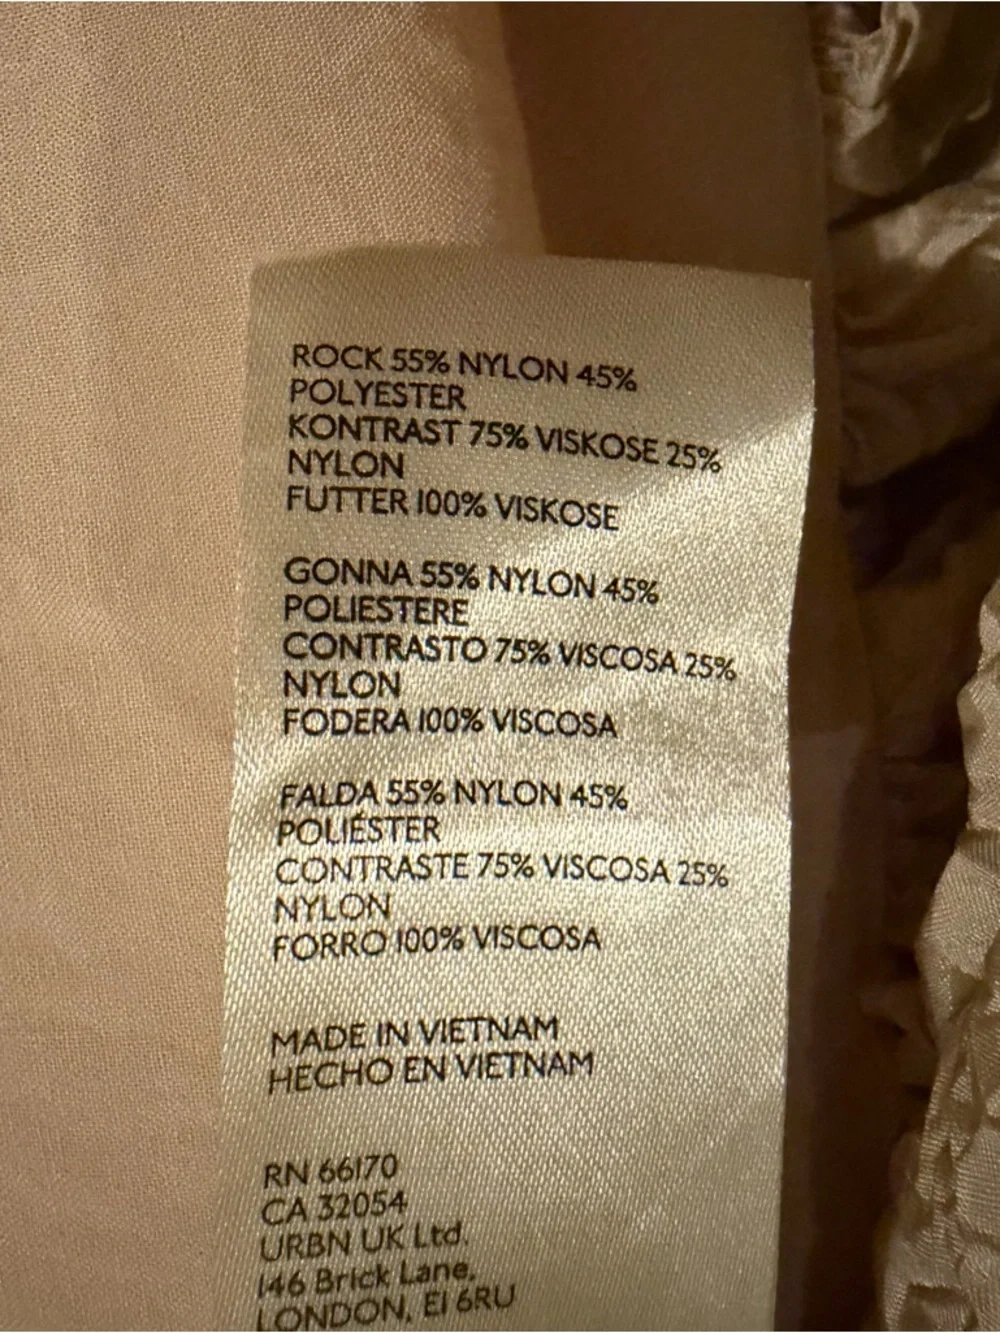 ROCK 55% NYLON 45%
POLYESTER
KONTRAST 75% VISKOSE 25%
NYLON
FUTTER 100% VISKOSE
GONNA 55% NYLON 45%
POLIESTERE
CONTRASTO 75% VISCOSA 25%
NYLON
FODERA 100% VISCOSA
FALDA 55% NYLON 45%
POLIÉSTER
CONTRASTE 75% VISCOSA 25%
NYLON
FORRO 100% VISCOSA
MADE IN VIETNAM
HECHO EN VIETNAM
RN 66170
CA 32054
URBN UK Ltd.
146 Brick Lane,
LONDON, E1 6RU